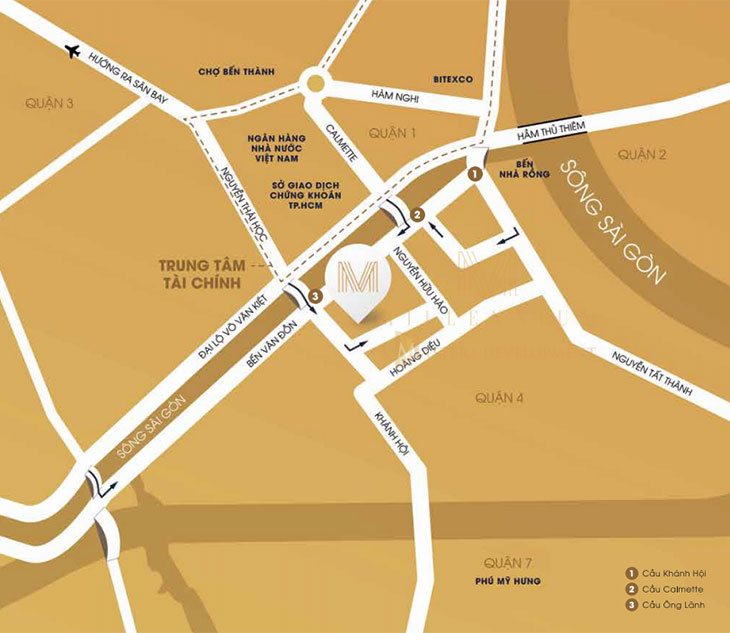 HƯỚNG RA SÂN BAY
CHỢ BẾN THÀNH
BITEXCO
HÀM NGHI
QUẬN 3
CALMETTE
QUẬN 1
NGÂN HÀNG
NHÀ NƯỚC
VIỆT NAM
HẦM THỦ THIÊM
QUẬN 2
BẾN
NHÀ RỒNG
1
NGUYỄN THÁI HỌC
SỞ GIAO DỊCH
CHỨNG KHOÁN
TP.HCM
SÔNG SÀI GÒN
2
TRUNG TÂM
TÀI CHÍNH
M
NGUYỄN HỮU HÀO
3
ĐẠI LỘ VÕ VĂN KIỆT
BẾN VÂN ĐỒN
HOÀNG DIỆU
NGUYỄN TẤT THÀNH
QUẬN 4
SÔNG SÀI GÒN
KHÁNH HỘI
QUẬN 7
PHÚ MỸ HƯNG
1 Cầu Khánh Hội
2 Cầu Calmette
3 Cầu Ông Lãnh